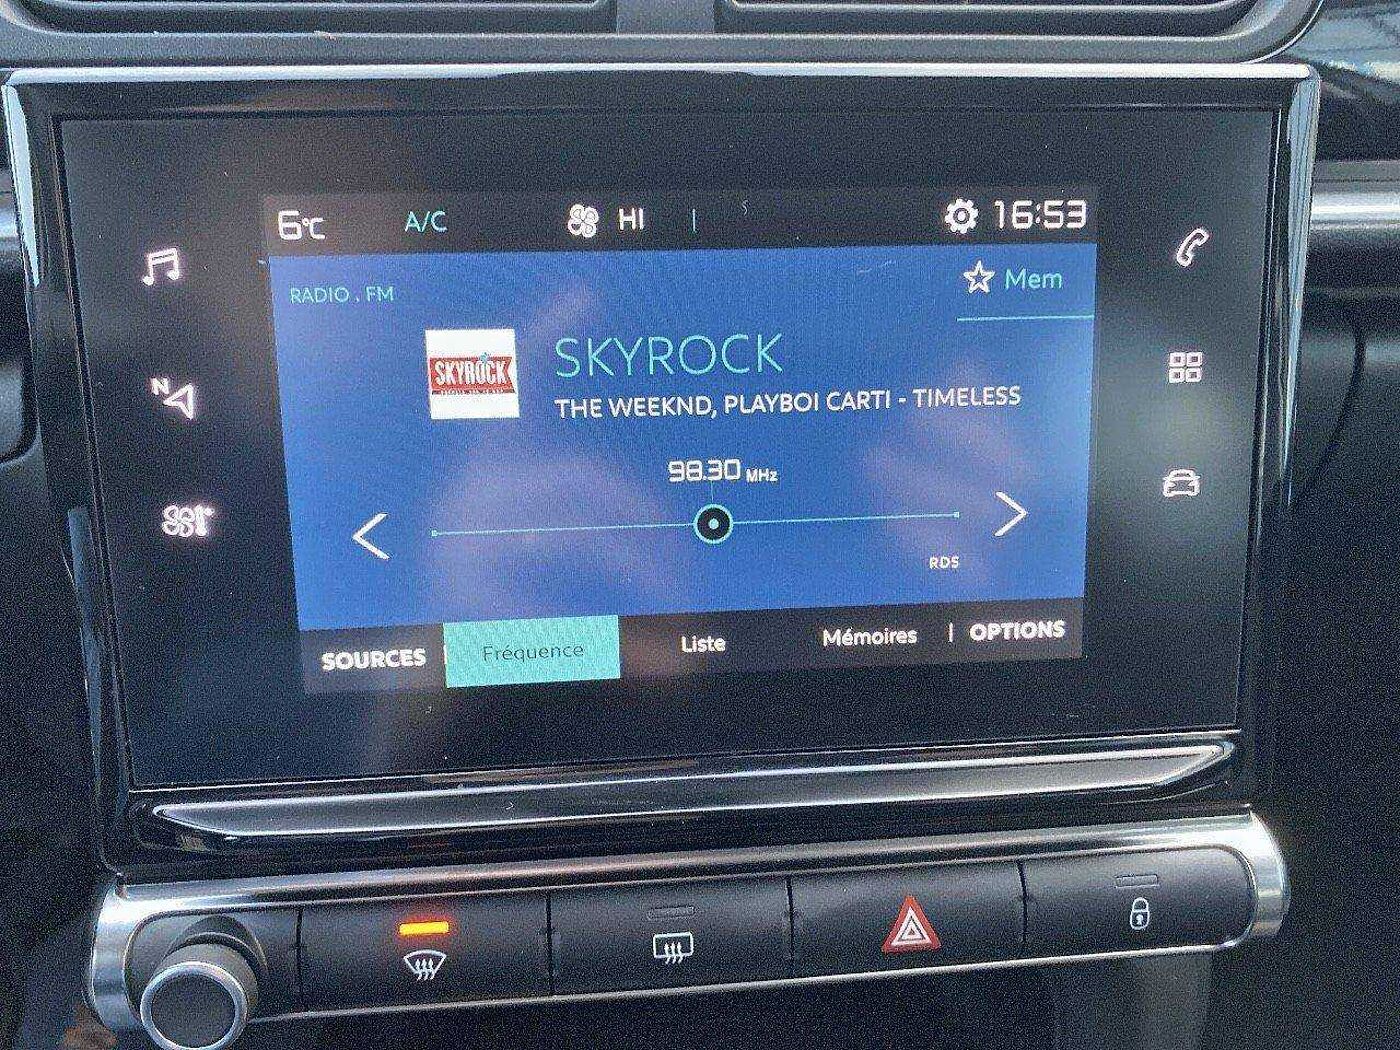 6°C A/C HI 16:53
RADIO . FM
Mem
SKYROCK
SKYROCK
THE WEEKND, PLAYBOI CARTI - TIMELESS
N
98.30 MHz
RDS
SOURCES Fréquence Liste Mémoires OPTIONS